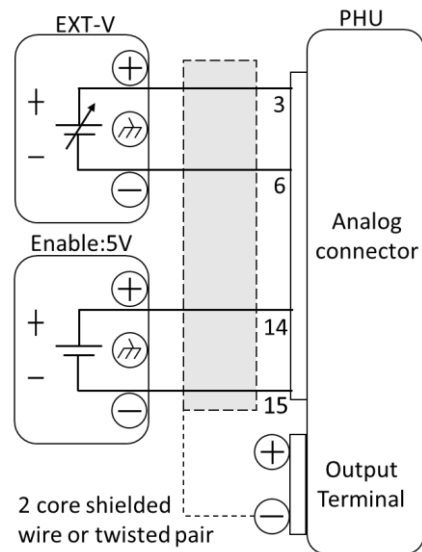 EXT-V
PHU
+
+
−
−
3
6
Analog
connector
Enable:5V
+
+
−
−
14
15
+
−
Output
Terminal
2 core shielded
wire or twisted pair